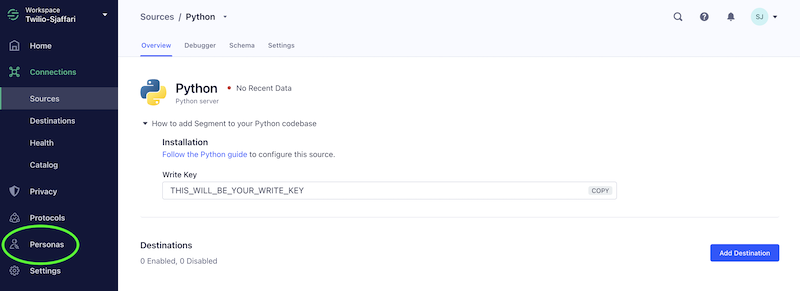 Workspace
Twilio-Sjaffari
Home
Connections
Sources
Destinations
Health
Catalog
Privacy
Protocols
Personas
Settings
Sources / Python
SJ
Overview Debugger Schema Settings
Python No Recent Data
Python server
How to add Segment to your Python codebase
Installation
Follow the Python guide to configure this source.
Write Key
THIS_WILL_BE_YOUR_WRITE_KEY COPY
Destinations
0 Enabled, 0 Disabled
Add Destination